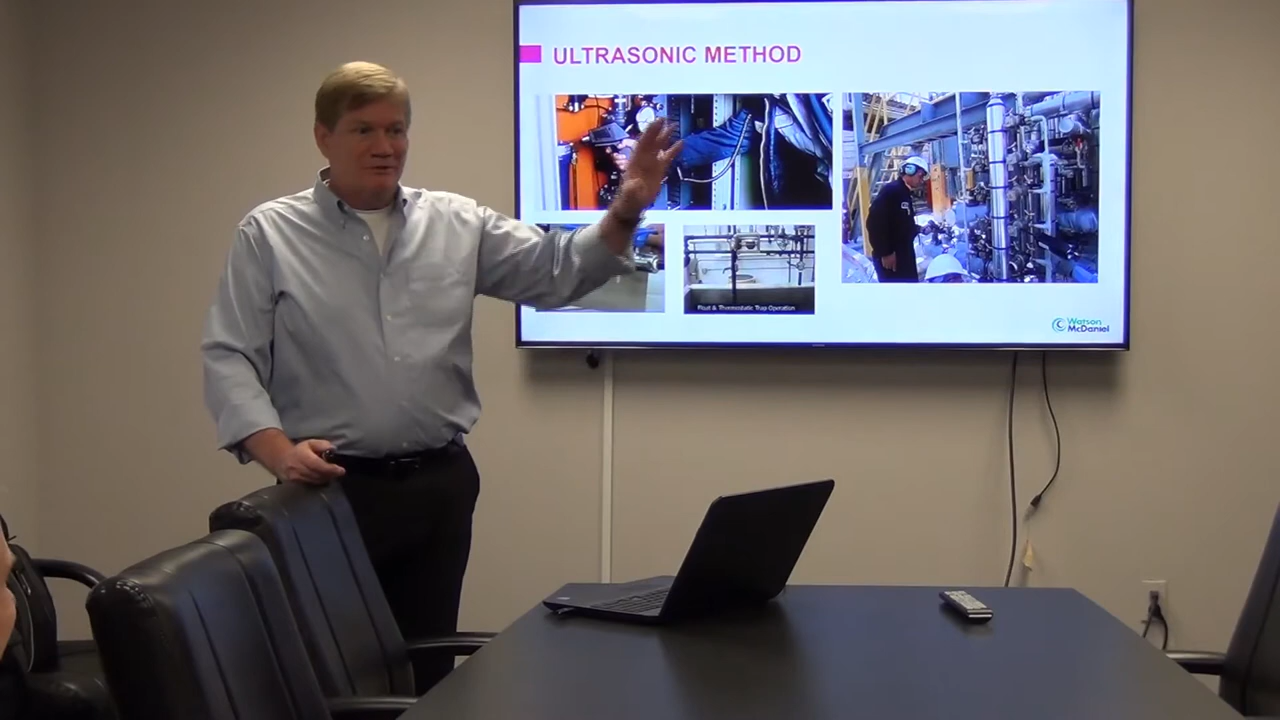 ULTRASONIC METHOD
Float & Thermostatic Trap Operation
Watson
McDaniel